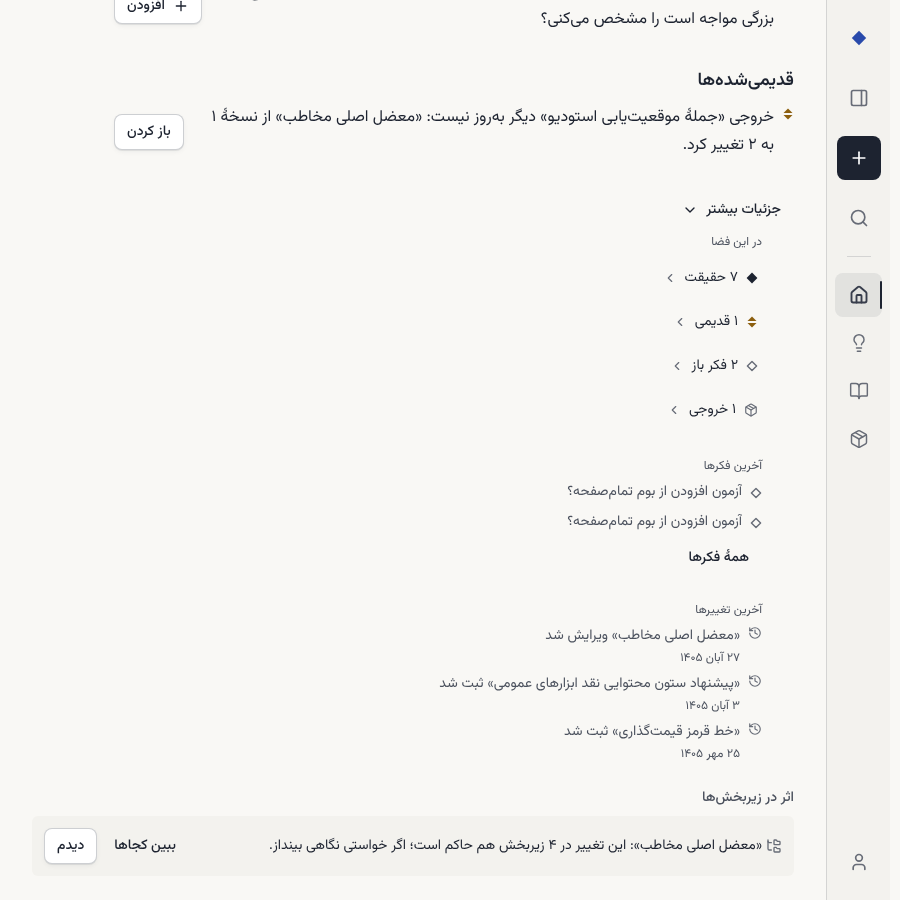 افزودن
بزرگی مواجه است را مشخص می‌کنی؟
قدیمی‌شده‌ها
خروجی «جملهٔ موقعیت‌یابی استودیو» دیگر به‌روز نیست: «معضل اصلی مخاطب» از نسخهٔ ۱
به ۲ تغییر کرد.
باز کردن
جزئیات بیشتر
در این فضا
۷ حقیقت
۱ قدیمی
۲ فکر باز
۱ خروجی
آخرین فکرها
آزمون افزودن از بوم تمام‌صفحه؟
آزمون افزودن از بوم تمام‌صفحه؟
همهٔ فکرها
آخرین تغییرها
«معضل اصلی مخاطب» ویرایش شد
۲۷ آبان ۱۴۰۵
«پیشنهاد ستون محتوایی نقد ابزارهای عمومی» ثبت شد
۳ آبان ۱۴۰۵
«خط قرمز قیمت‌گذاری» ثبت شد
۲۵ مهر ۱۴۰۵
اثر در زیربخش‌ها
«معضل اصلی مخاطب»: این تغییر در ۴ زیربخش هم حاکم است؛ اگر خواستی نگاهی بینداز.
ببین کجاها
دیدم